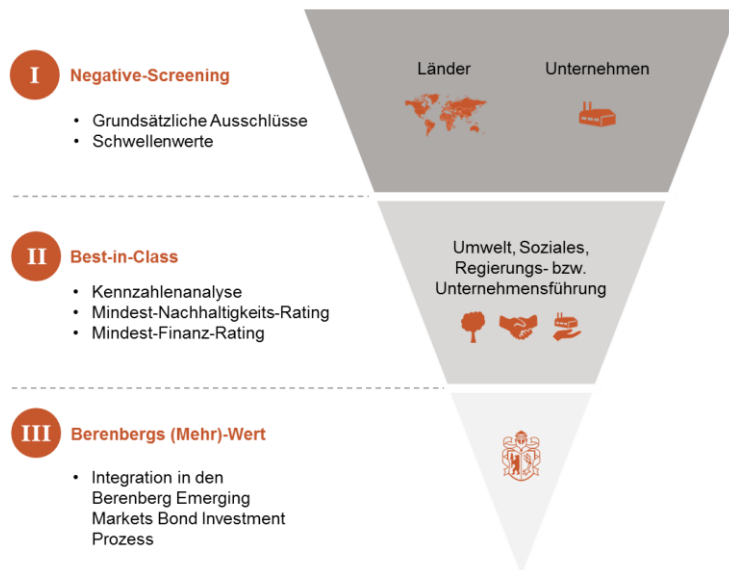 I
Negative-Screening
• Grundsätzliche Ausschlüsse
• Schwellenwerte
Länder
Unternehmen
II
Best-in-Class
• Kennzahlenanalyse
• Mindest-Nachhaltigkeits-Rating
• Mindest-Finanz-Rating
Umwelt, Soziales,
Regierungs- bzw.
Unternehmensführung
III
Berenbergs (Mehr)-Wert
• Integration in den
Berenberg Emerging
Markets Bond Investment
Prozess